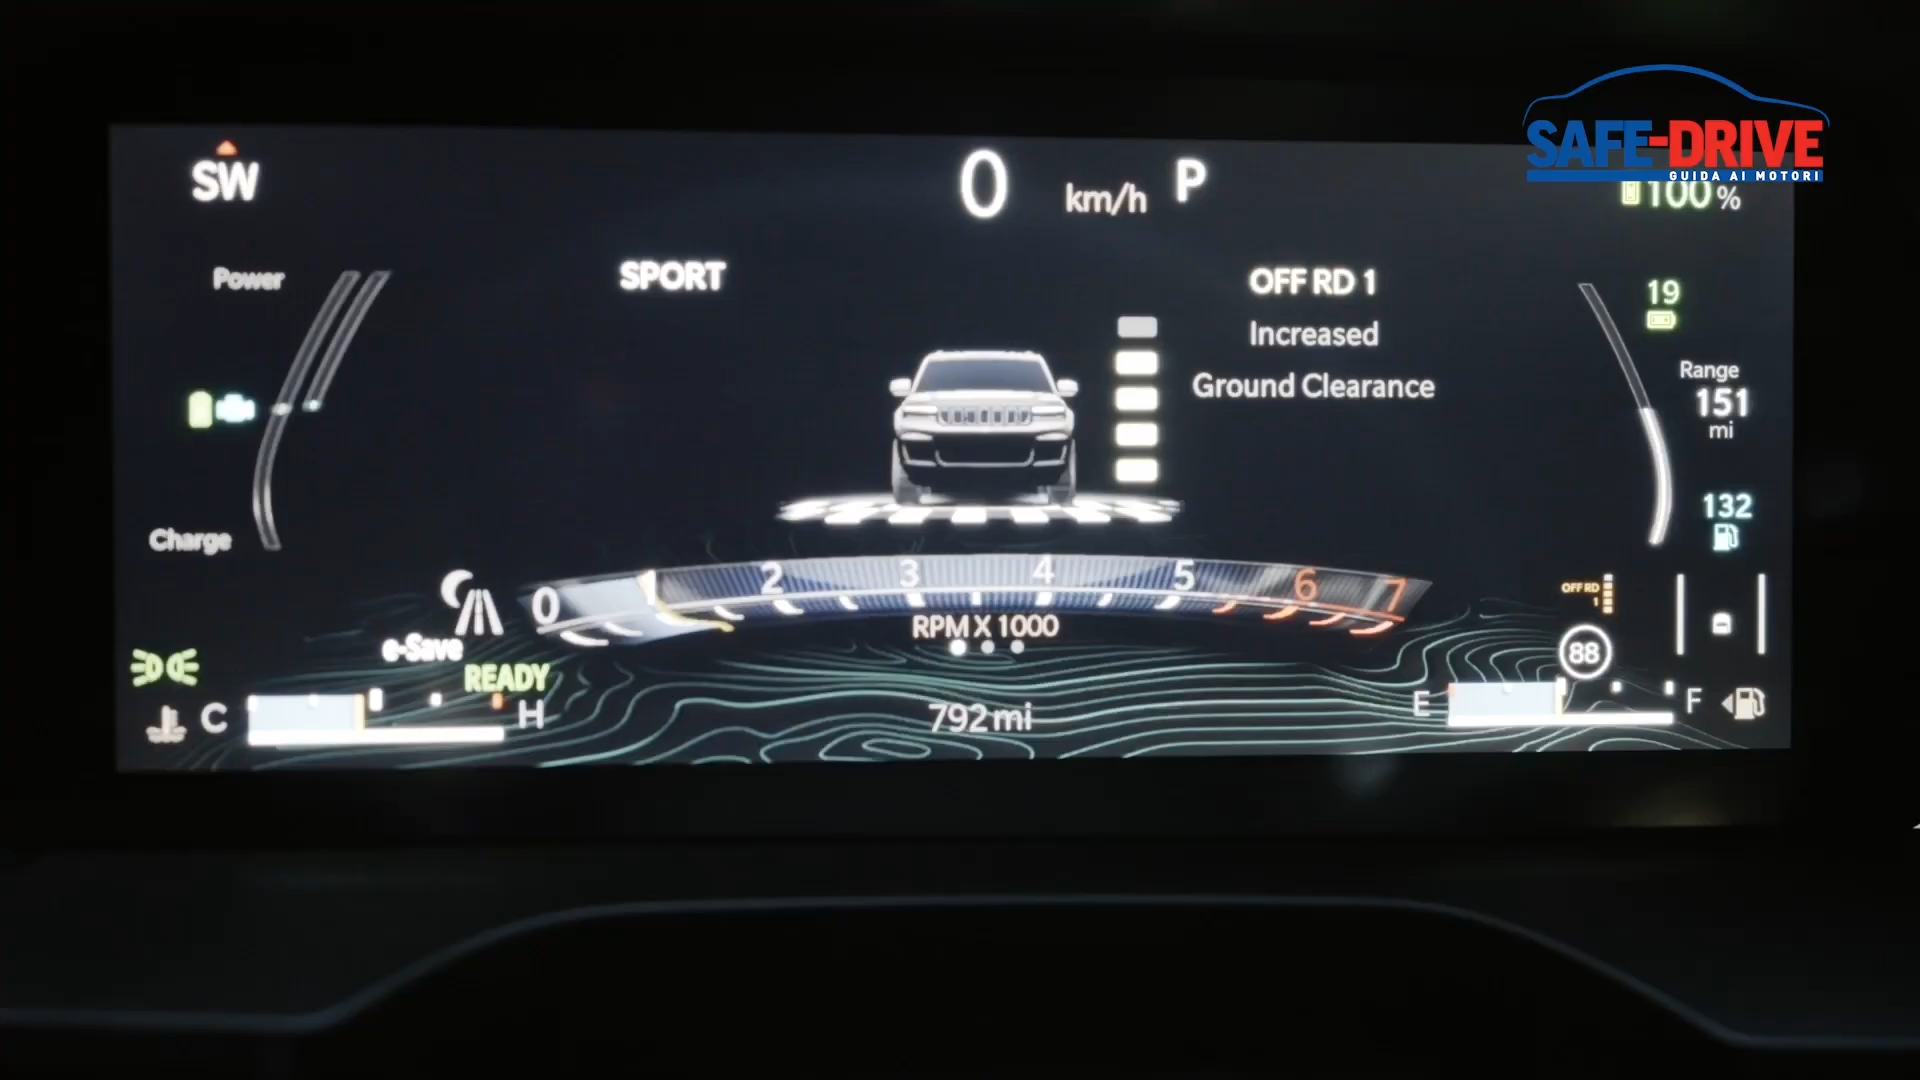 SAFE-DRIVE
GUIDA AI MOTORI
SW
0 km/h P
100 %
Power
SPORT
OFF RD 1
Increased
Ground Clearance
19
Range
151
mi
132
Charge
0 1 2 3 4 5 6 7
RPM X 1000
OFF RD
1
88
e-Save
READY
C H
792 mi
E F